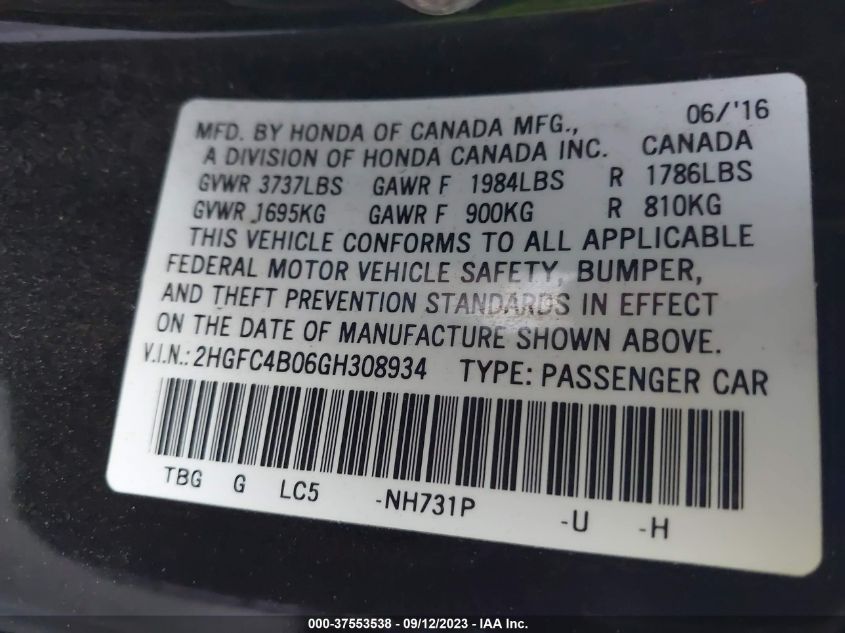 06/'16
MFD. BY HONDA OF CANADA MFG.,
A DIVISION OF HONDA CANADA INC. CANADA
GVWR 3737LBS GAWR F 1984LBS R 1786LBS
GVWR 1695KG GAWR F 900KG R 810KG
THIS VEHICLE CONFORMS TO ALL APPLICABLE
FEDERAL MOTOR VEHICLE SAFETY, BUMPER,
AND THEFT PREVENTION STANDARDS IN EFFECT
ON THE DATE OF MANUFACTURE SHOWN ABOVE.
V.I.N.: 2HGFC4B06GH308934 TYPE: PASSENGER CAR
TBG G LC5 -NH731P -U -H
000-37553538 - 09/12/2023 - IAA Inc.